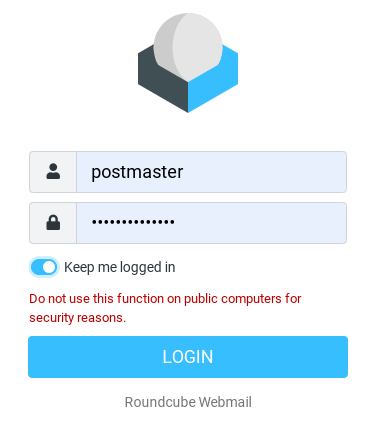 postmaster
••••••••••••••
Keep me logged in
Do not use this function on public computers for
security reasons.
LOGIN
Roundcube Webmail